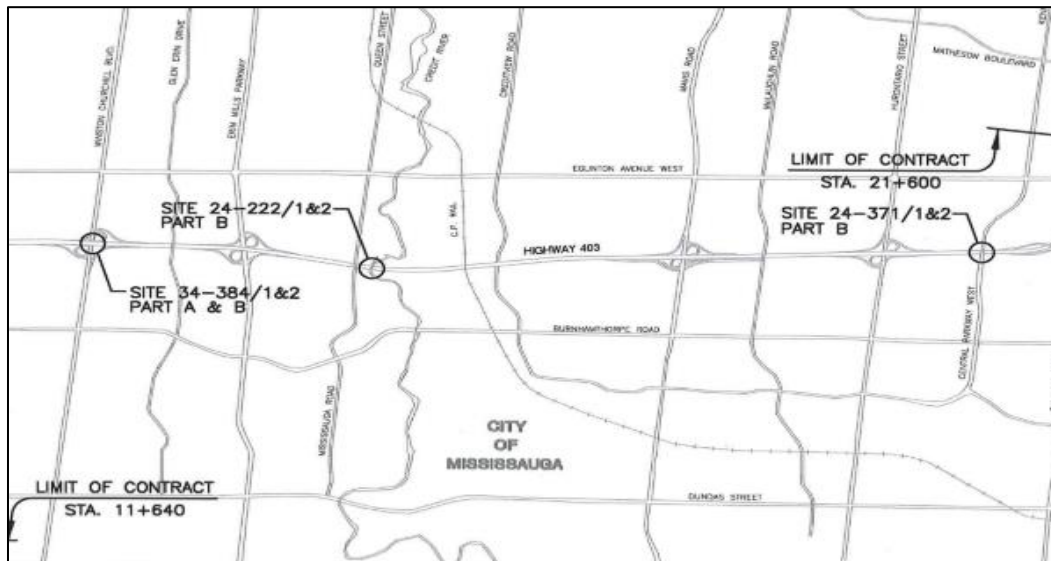 WINSTON CHURCHILL BLVD.
GLEN ERIN DRIVE
ERIN MILLS PARKWAY
QUEEN STREET
CREDIT RIVER
CREDITVIEW ROAD
MAVIS ROAD
McLAUGHLIN ROAD
HURONTARIO STREET
MATHESON BOULEVARD
LIMIT OF CONTRACT
STA. 21+600
EGLINTON AVENUE WEST
SITE 24-222/1&2
PART B
C.P. RAIL
SITE 24-371/1&2
PART B
HIGHWAY 403
SITE 34-384/1&2
PART A & B
BURNHAMTHORPE ROAD
CENTRAL PARKWAY WEST
MISSISSAUGA ROAD
CITY
OF
MISSISSAUGA
LIMIT OF CONTRACT
STA. 11+640
DUNDAS STREET